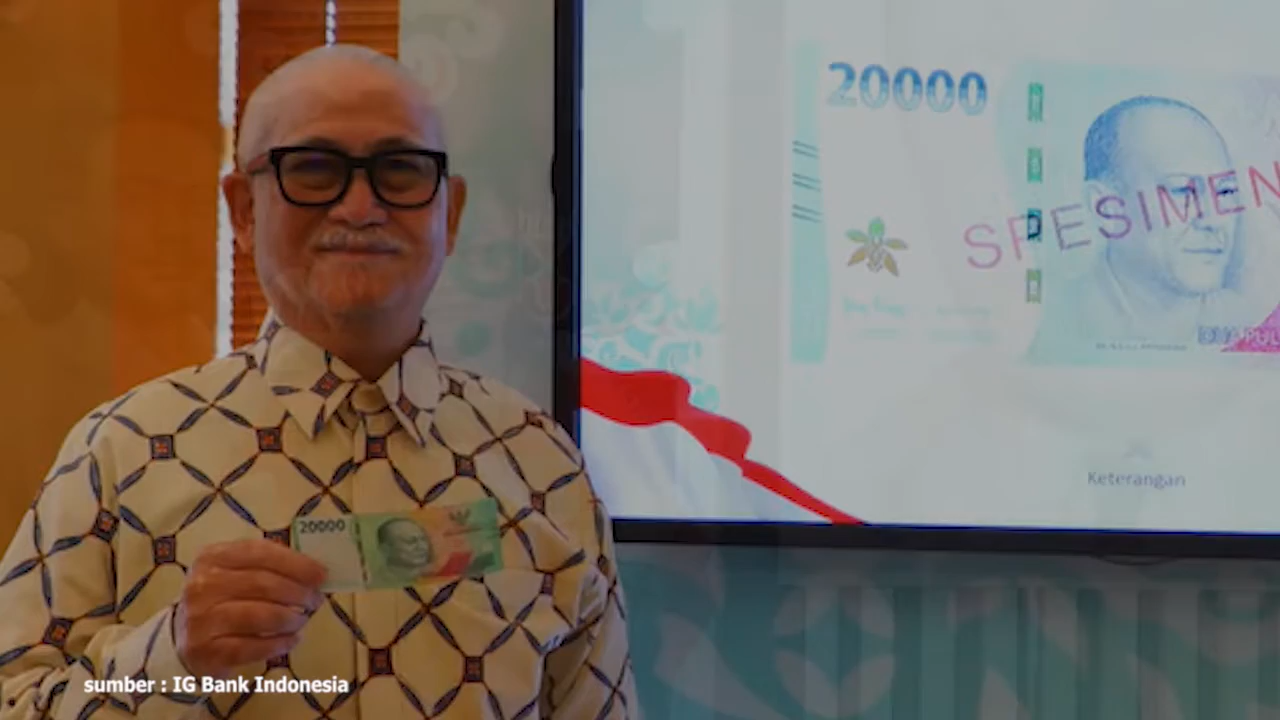 20000
SPESIMEN
Keterangan
20000
sumber : IG Bank Indonesia